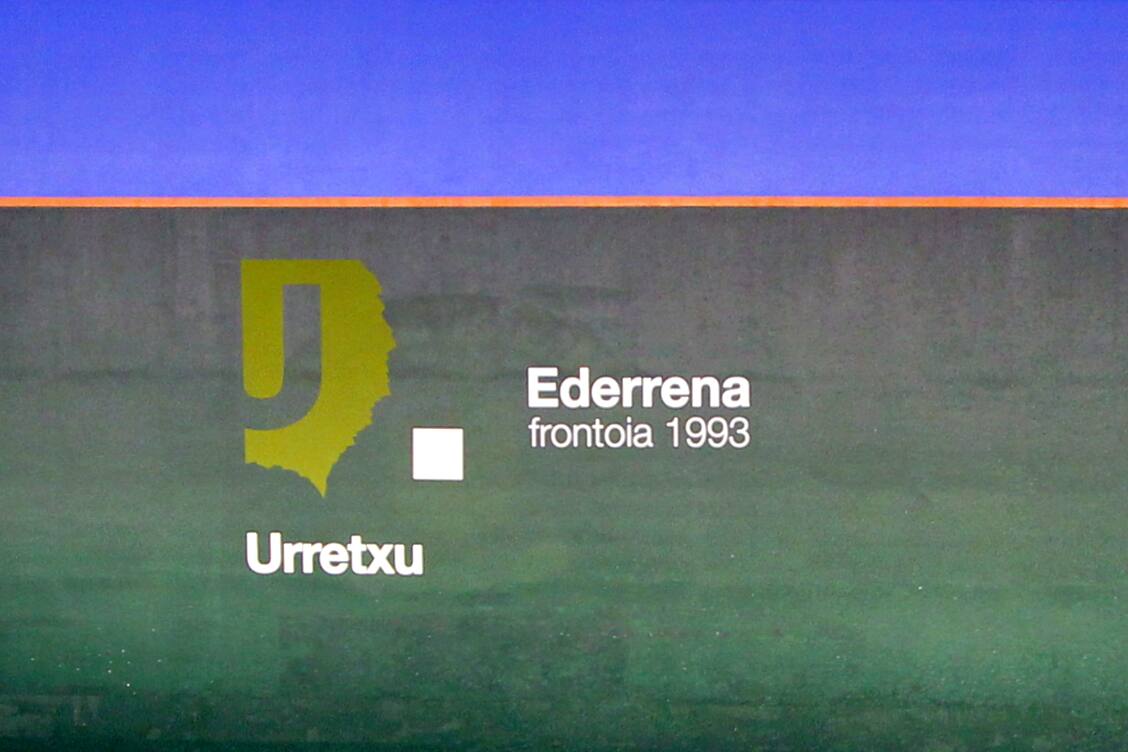 Ederrena
frontoia 1993
Urretxu